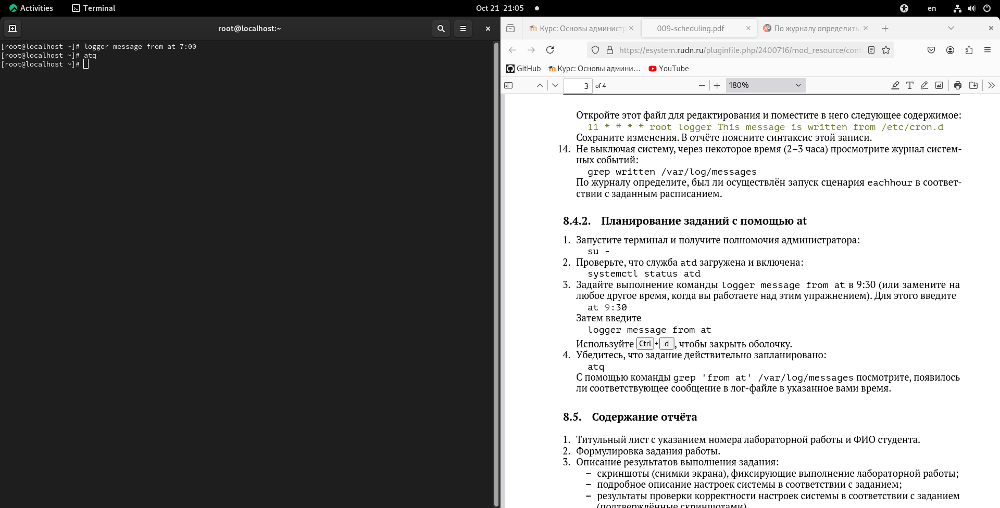 Activities
Terminal
Oct 21 21:05
en
root@localhost:~
[root@localhost ~]# logger message from at 7:00
[root@localhost ~]# atq
[root@localhost ~]#
Курс: Основы администр
009-scheduling.pdf
По журналу определить,
https://esystem.rudn.ru/pluginfile.php/2400716/mod_resource/cont
GitHub
Курс: Основы админи…
YouTube
3 of 4
180%
Откройте этот файл для редактирования и поместите в него следующее содержимое:
11 * * * * root logger This message is written from /etc/cron.d
Сохраните изменения. В отчёте поясните синтаксис этой записи.
14. Не выключая систему, через некоторое время (2–3 часа) просмотрите журнал систем-
ных событий:
grep written /var/log/messages
По журналу определите, был ли осуществлён запуск сценария eachhour в соответ-
ствии с заданным расписанием.
8.4.2. Планирование заданий с помощью at
1. Запустите терминал и получите полномочия администратора:
su -
2. Проверьте, что служба atd загружена и включена:
systemctl status atd
3. Задайте выполнение команды logger message from at в 9:30 (или замените на
любое другое время, когда вы работаете над этим упражнением). Для этого введите
at 9:30
Затем введите
logger message from at
Используйте Ctrl + d , чтобы закрыть оболочку.
4. Убедитесь, что задание действительно запланировано:
atq
С помощью команды grep 'from at' /var/log/messages посмотрите, появилось
ли соответствующее сообщение в лог-файле в указанное вами время.
8.5. Содержание отчёта
1. Титульный лист с указанием номера лабораторной работы и ФИО студента.
2. Формулировка задания работы.
3. Описание результатов выполнения задания:
– скриншоты (снимки экрана), фиксирующие выполнение лабораторной работы;
– подробное описание настроек системы в соответствии с заданием;
– результаты проверки корректности настроек системы в соответствии с заданием
(подтверждённые скриншотами)